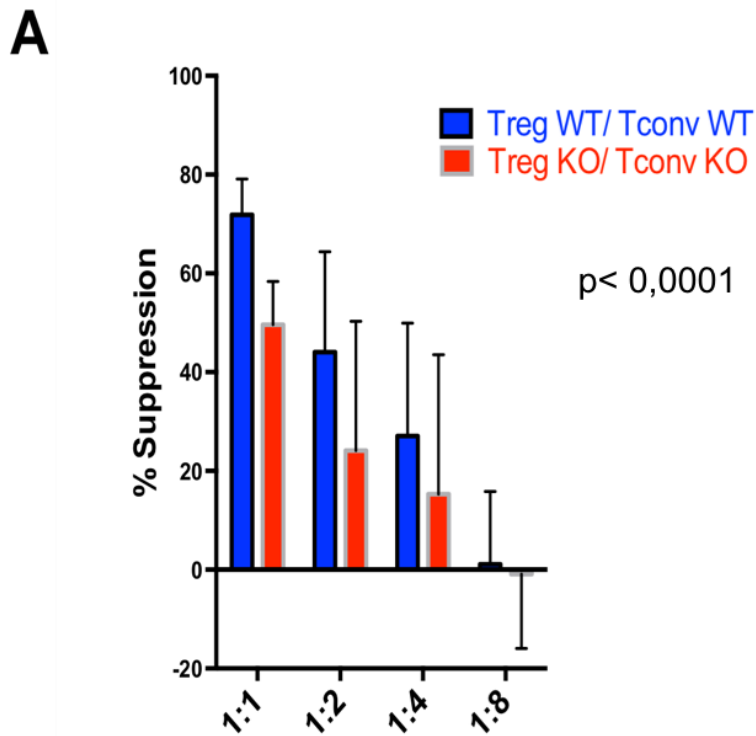 A
100
80
60
40
20
0
-20
% Suppression
Treg WT/ Tconv WT
Treg KO/ Tconv KO
p< 0,0001
1:1
1:2
1:4
1:8